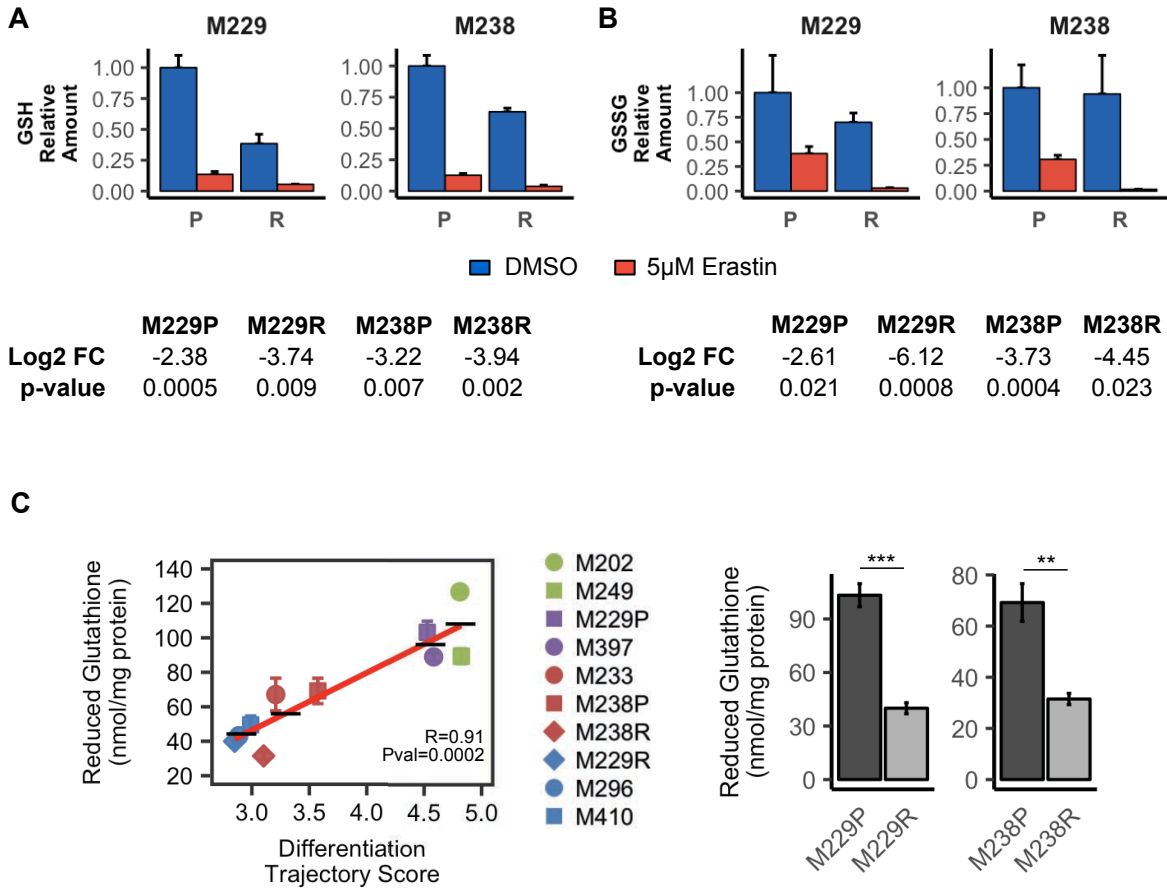 A
M229
M238
GSH
Relative
Amount
1.00
0.75
0.50
0.25
0.00
P
R
1.00
0.75
0.50
0.25
0.00
P
R
B
M229
M238
GSSG
Relative
Amount
1.00
0.75
0.50
0.25
0.00
P
R
1.00
0.75
0.50
0.25
0.00
P
R
DMSO
5μM Erastin
M229P M229R M238P M238R
Log2 FC -2.38 -3.74 -3.22 -3.94
p-value 0.0005 0.009 0.007 0.002
M229P M229R M238P M238R
Log2 FC -2.61 -6.12 -3.73 -4.45
p-value 0.021 0.0008 0.0004 0.023
C
Reduced Glutathione
(nmol/mg protein)
140
120
100
80
60
40
20
R=0.91
Pval=0.0002
3.0 3.5 4.0 4.5 5.0
Differentiation
Trajectory Score
M202
M249
M229P
M397
M233
M238P
M238R
M229R
M296
M410
Reduced Glutathione
(nmol/mg protein)
90
60
30
0
***
M229P
M229R
80
60
40
20
0
**
M238P
M238R